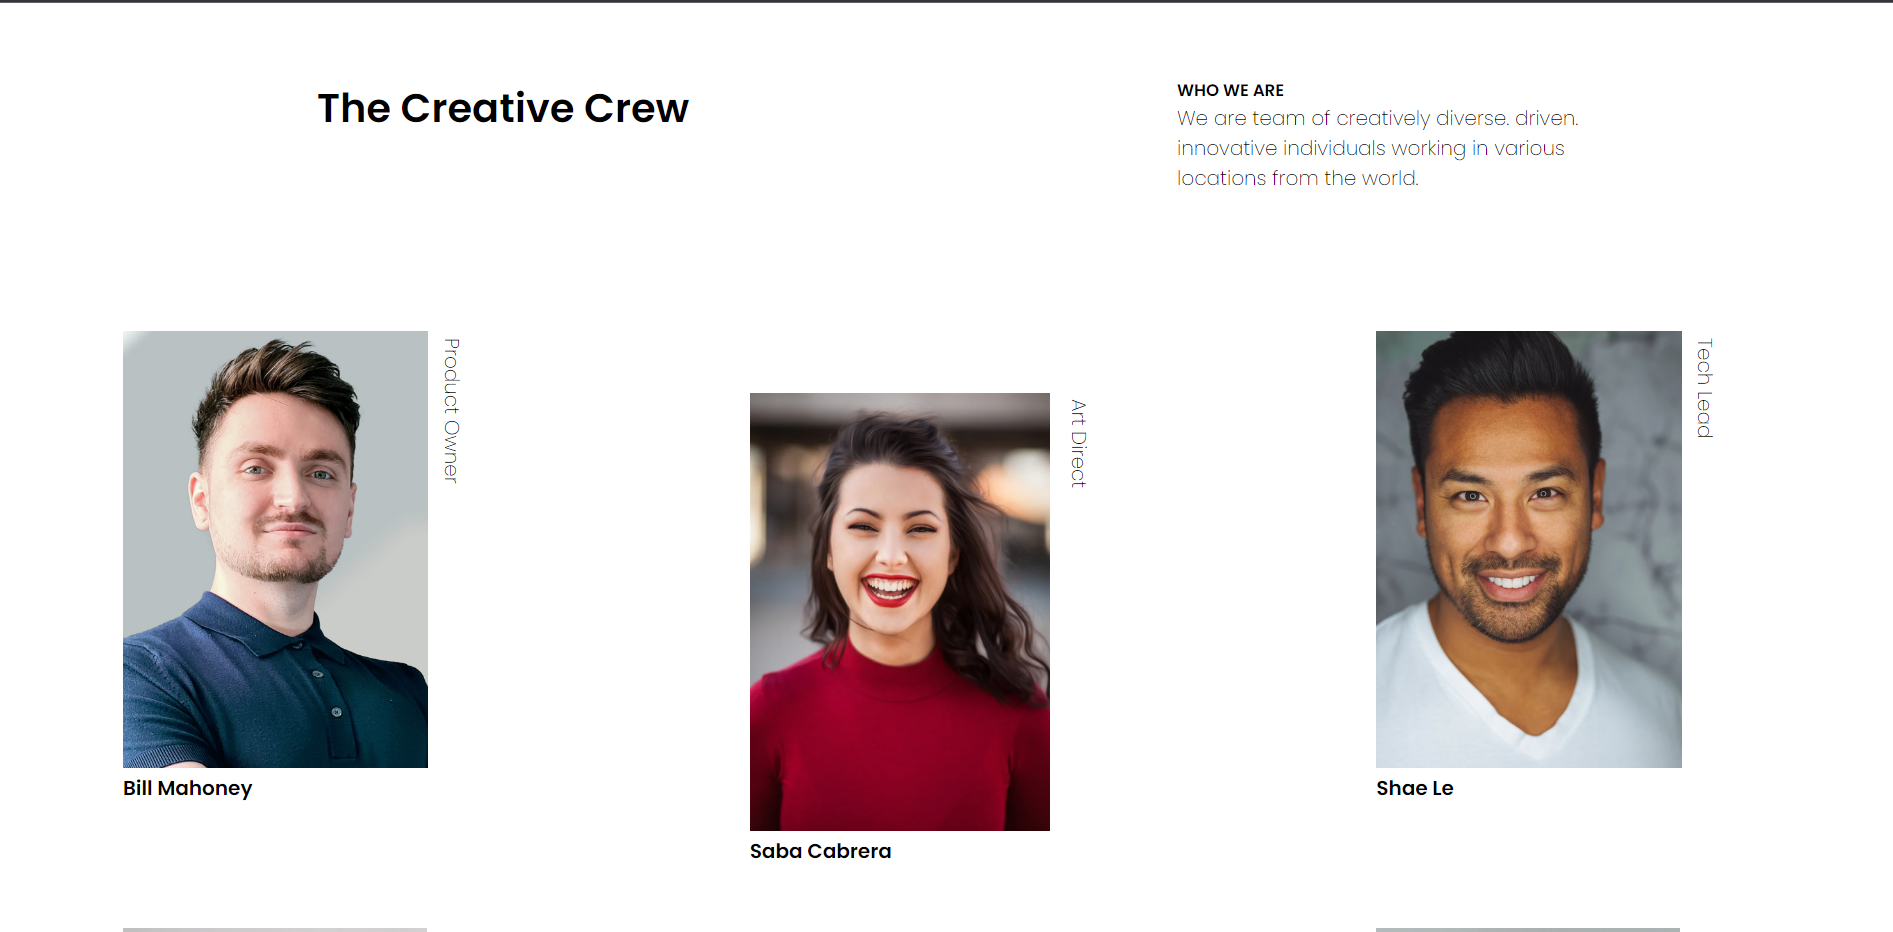 The Creative Crew
WHO WE ARE
We are team of creatively diverse. driven.
innovative individuals working in various
locations from the world.
Product Owner
Bill Mahoney
Art Direct
Saba Cabrera
Tech Lead
Shae Le